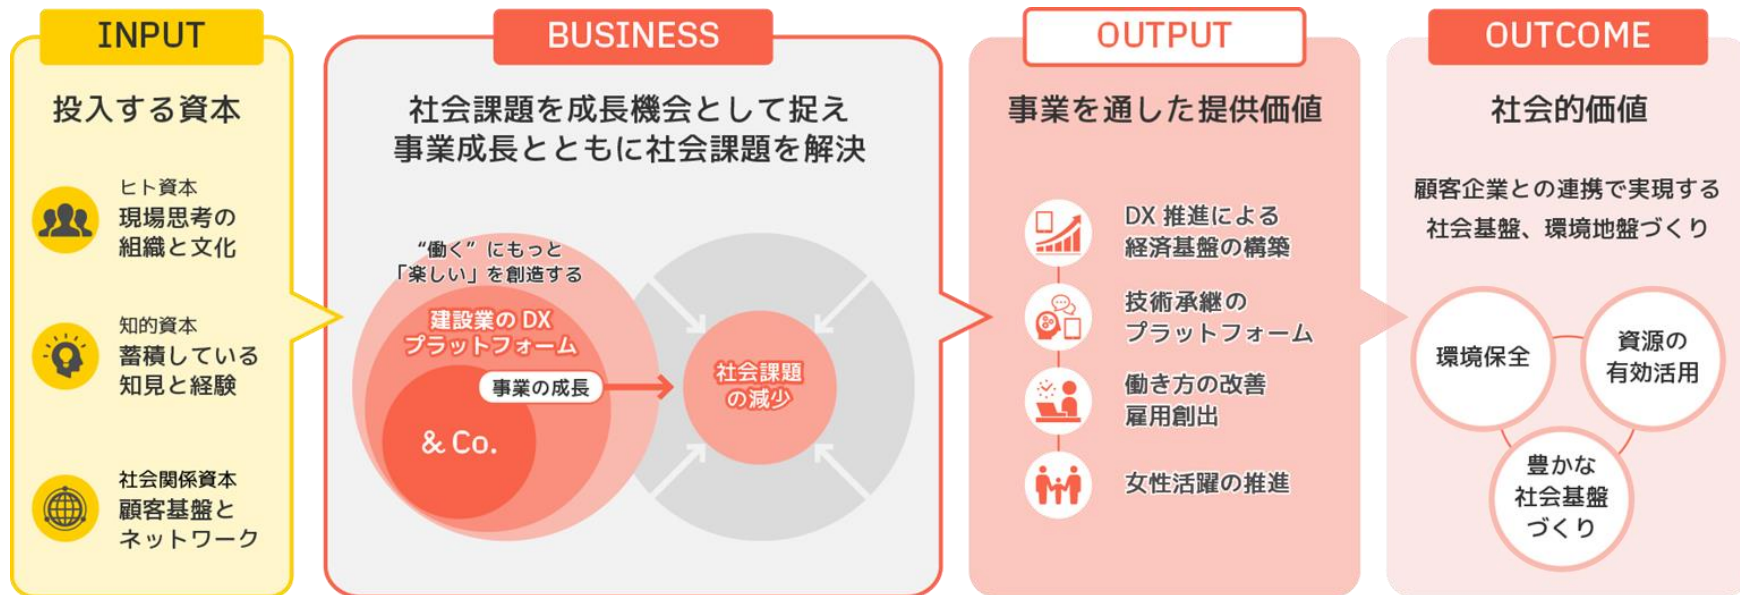 INPUT
投入する資本
ヒト資本
現場思考の
組織と文化
知的資本
蓄積している
知見と経験
社会関係資本
顧客基盤と
ネットワーク
BUSINESS
社会課題を成長機会として捉え
事業成長とともに社会課題を解決
“働く”にもっと
「楽しい」を創造する
建設業の DX
プラットフォーム
事業の成長
& Co.
社会課題
の減少
OUTPUT
事業を通した提供価値
DX 推進による
経済基盤の構築
技術承継の
プラットフォーム
働き方の改善
雇用創出
女性活躍の推進
OUTCOME
社会的価値
顧客企業との連携で実現する
社会基盤、環境地盤づくり
環境保全
資源の
有効活用
豊かな
社会基盤
づくり